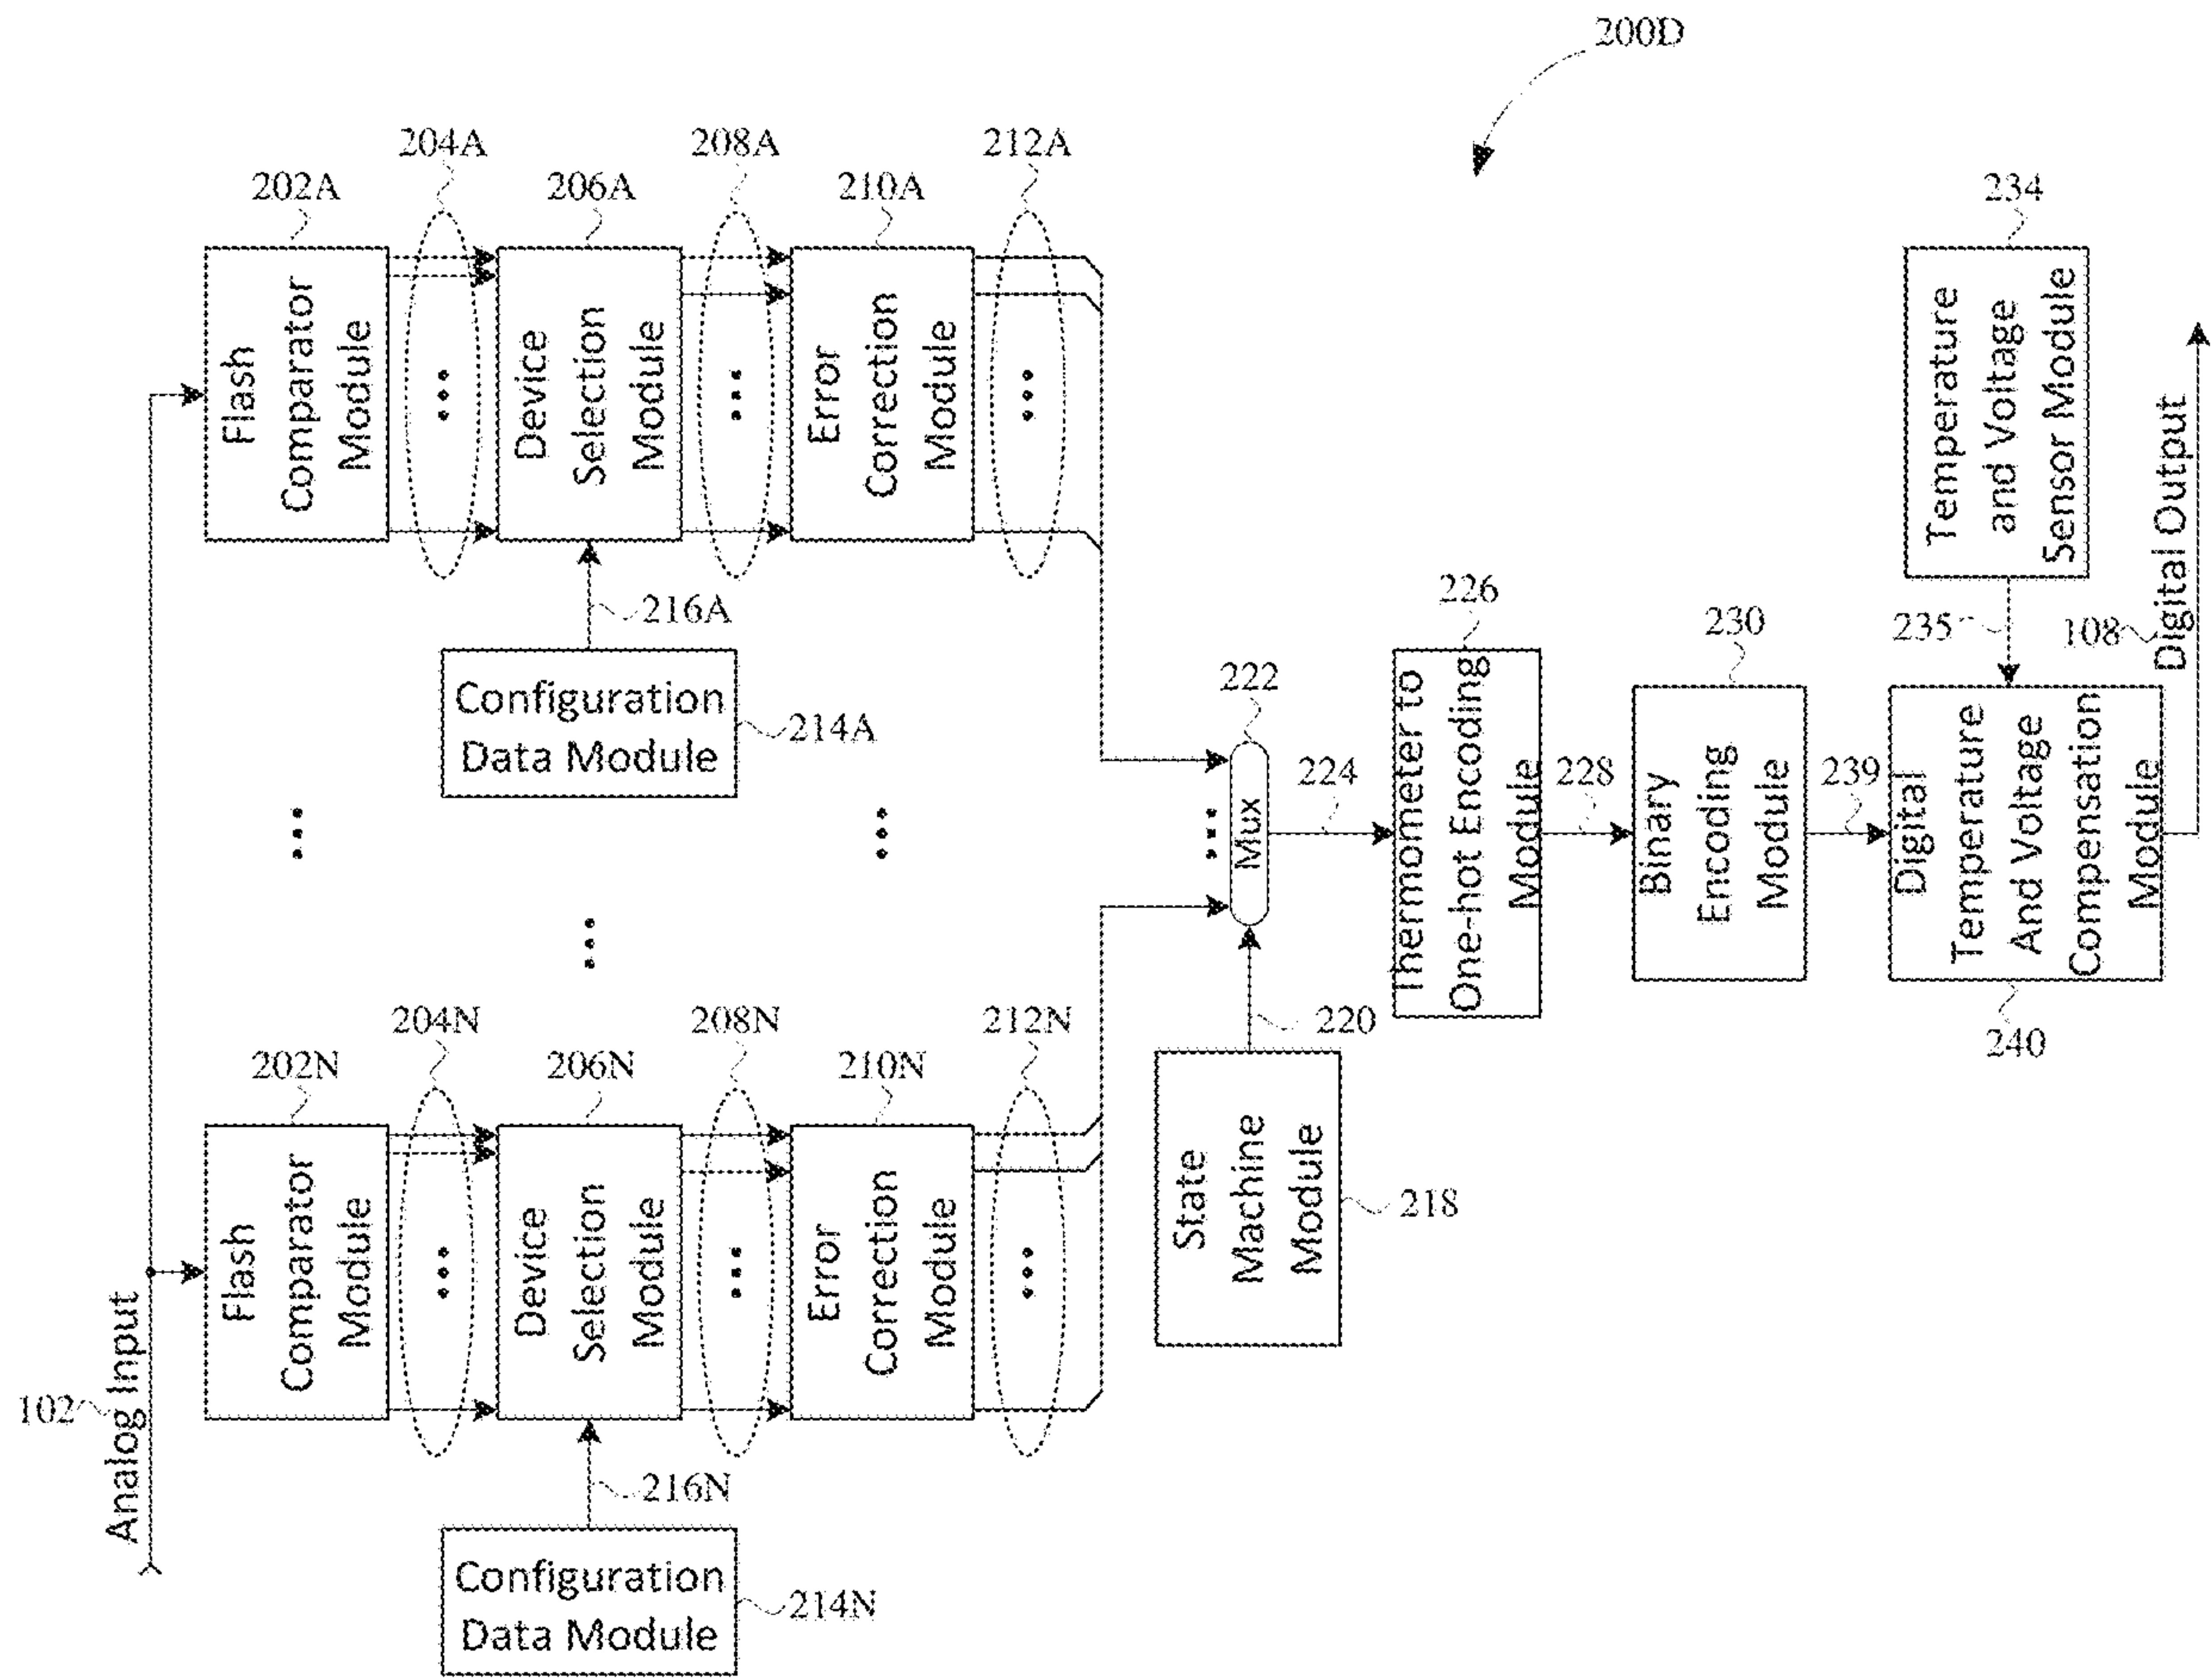 200D
204A
208A
212A
202A
206A
210A
234
Flash
Comparator
Module
Device
Selection
Module
Error
Correction
Module
Temperature
and Voltage
Sensor Module
216A
226
230
235
108
Digital Output
Configuration
Data Module
214A
222
Mux
224
Thermometer to
One-hot Encoding
Module
228
Binary
Encoding
Module
239
Digital
Temperature
And Voltage
Compensation
Module
240
204N
208N
212N
220
202N
206N
210N
Flash
Comparator
Module
Device
Selection
Module
Error
Correction
Module
State
Machine
Module
218
102
Analog Input
216N
Configuration
Data Module
214N